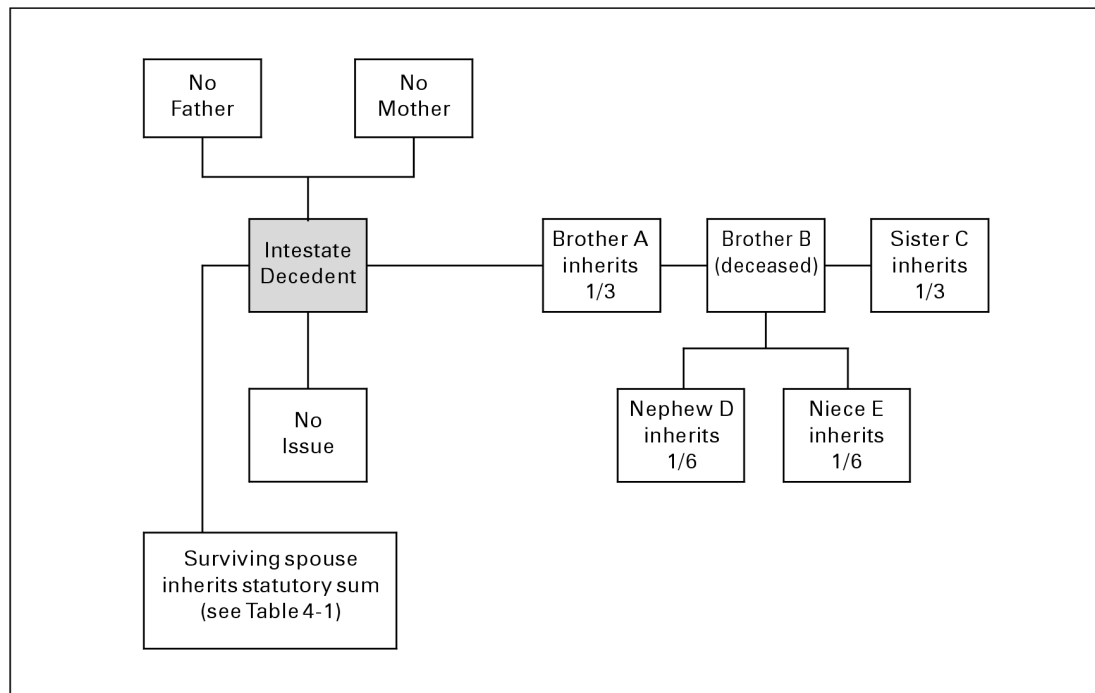 No
Father
No
Mother
Intestate
Decedent
Brother A
inherits
1/3
Brother B
(deceased)
Sister C
inherits
1/3
No
Issue
Nephew D
inherits
1/6
Niece E
inherits
1/6
Surviving spouse
inherits statutory sum
(see Table 4-1)